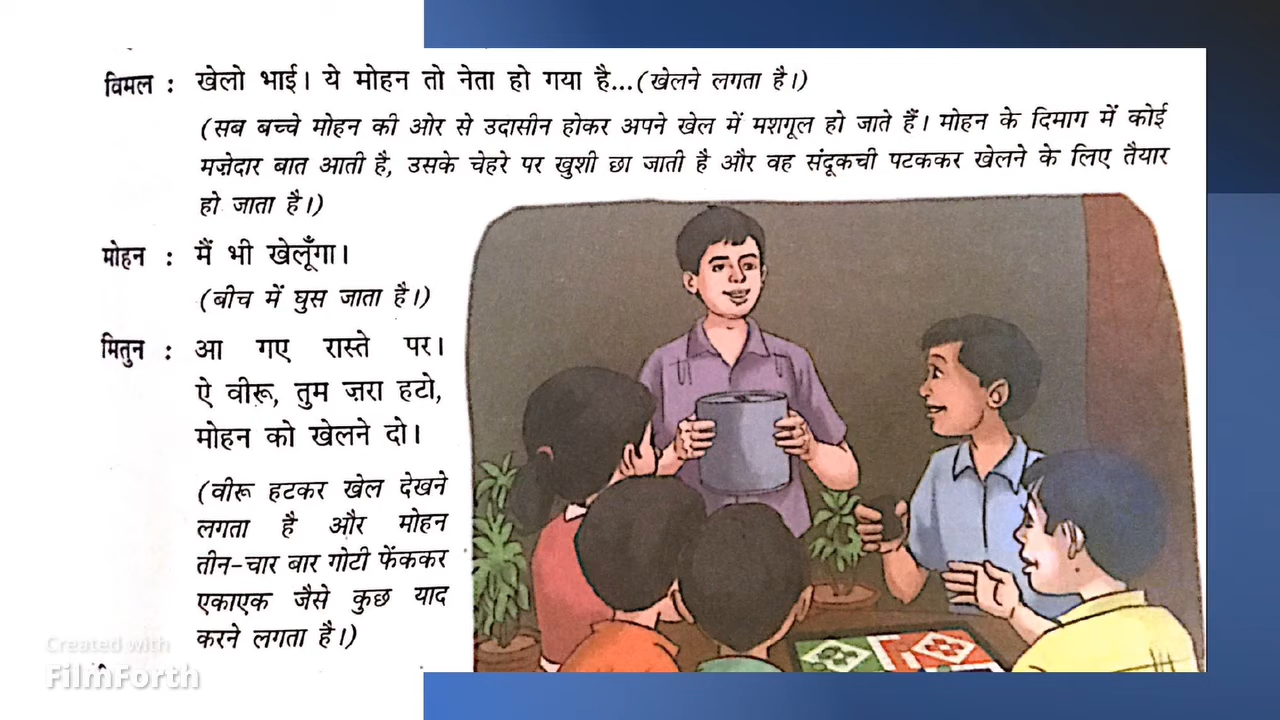 विमल : खेलो भाई। ये मोहन तो नेता हो गया है...(खेलने लगता है।)
(सब बच्चे मोहन की ओर से उदासीन होकर अपने खेल में मशगूल हो जाते हैं। मोहन के दिमाग में कोई
मज़ेदार बात आती है, उसके चेहरे पर खुशी छा जाती है और वह संदूकची पटककर खेलने के लिए तैयार
हो जाता है।)
मोहन : मैं भी खेलूँगा।
(बीच में घुस जाता है।)
मितुन : आ गए रास्ते पर।
ऐ वीरू, तुम ज़रा हटो,
मोहन को खेलने दो।
(वीरू हटकर खेल देखने
लगता है और मोहन
तीन-चार बार गोटी फेंककर
एकाएक जैसे कुछ याद
करने लगता है।)
Created with
FilmForth